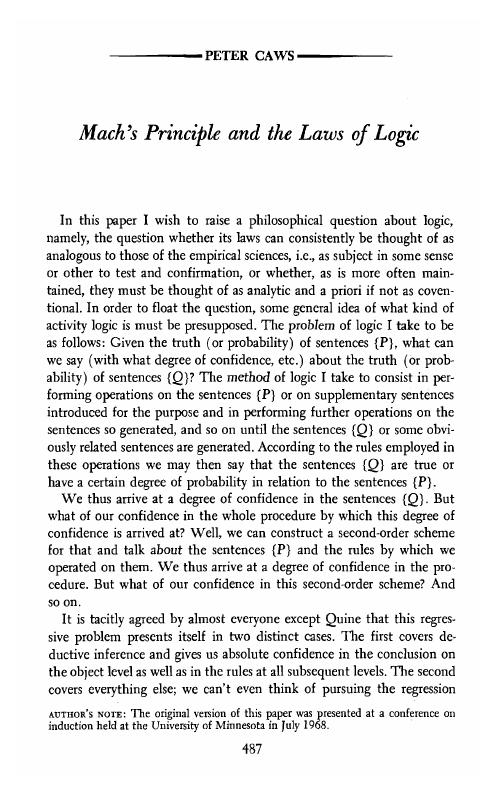 PETER CAWS
Mach's Principle and the Laws of Logic
In this paper I wish to raise a philosophical question about logic,
namely, the question whether its laws can consistently be thought of as
analogous to those of the empirical sciences, i.e., as subject in some sense
or other to test and confirmation, or whether, as is more often main-
tained, they must be thought of as analytic and a priori if not as coven-
tional. In order to float the question, some general idea of what kind of
activity logic is must be presupposed. The problem of logic I take to be
as follows: Given the truth (or probability) of sentences {P}, what can
we say (with what degree of confidence, etc.) about the truth (or prob-
ability) of sentences {Q}? The method of logic I take to consist in per-
forming operations on the sentences {P} or on supplementary sentences
introduced for the purpose and in performing further operations on the
sentences so generated, and so on until the sentences {Q} or some obvi-
ously related sentences are generated. According to the rules employed in
these operations we may then say that the sentences {Q} are true or
have a certain degree of probability in relation to the sentences {P}.
We thus arrive at a degree of confidence in the sentences {Q}. But
what of our confidence in the whole procedure by which this degree of
confidence is arrived at? Well, we can construct a second-order scheme
for that and talk about the sentences {P} and the rules by which we
operated on them. We thus arrive at a degree of confidence in the pro-
cedure. But what of our confidence in this second-order scheme? And
so on.
It is tacitly agreed by almost everyone except Quine that this regres-
sive problem presents itself in two distinct cases. The first covers de-
ductive inference and gives us absolute confidence in the conclusion on
the object level as well as in the rules at all subsequent levels. The second
covers everything else; we can't even think of pursuing the regression
AUTHOR'S NOTE: The original version of this paper was presented at a conference on
induction held at the University of Minnesota in July 1968.
487